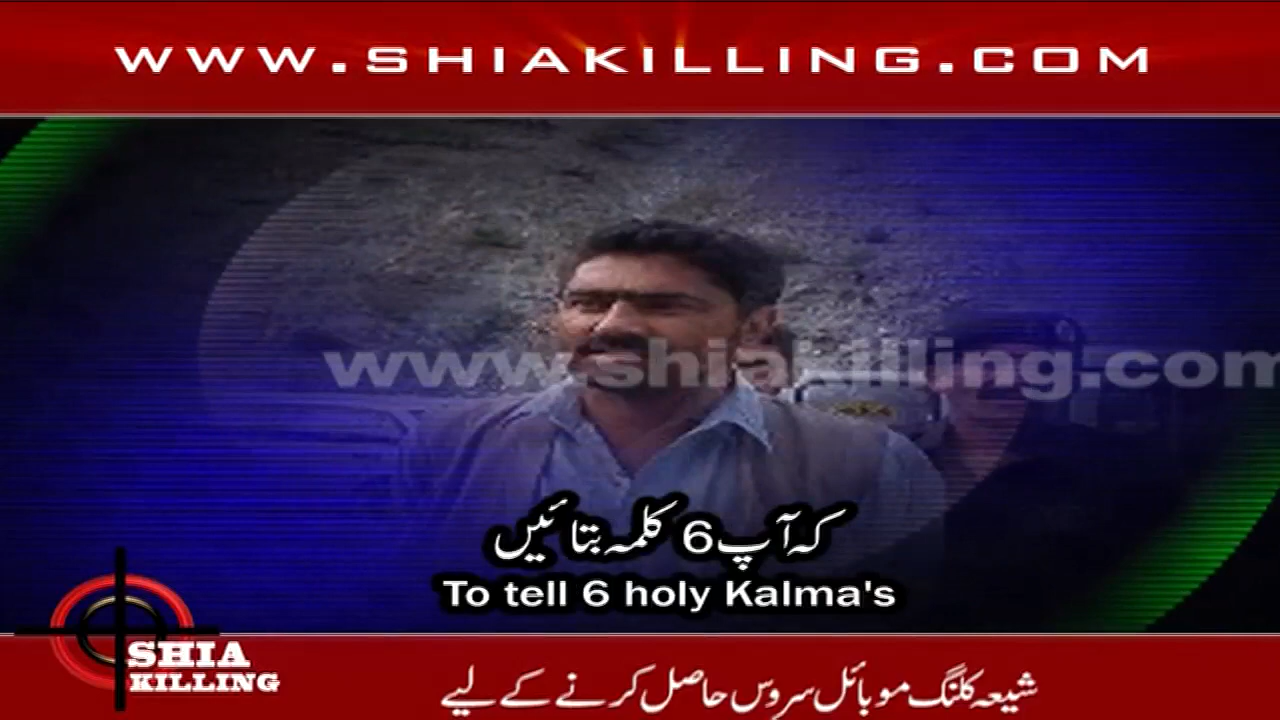 WWW.SHIAKILLING.COM
www.shiakilling.com
کہ آپ 6 کلمہ بتائیں
To tell 6 holy Kalma's
SHIA
KILLING
شیعہ کلنگ موبائل سروس حاصل کرنے کے لیے